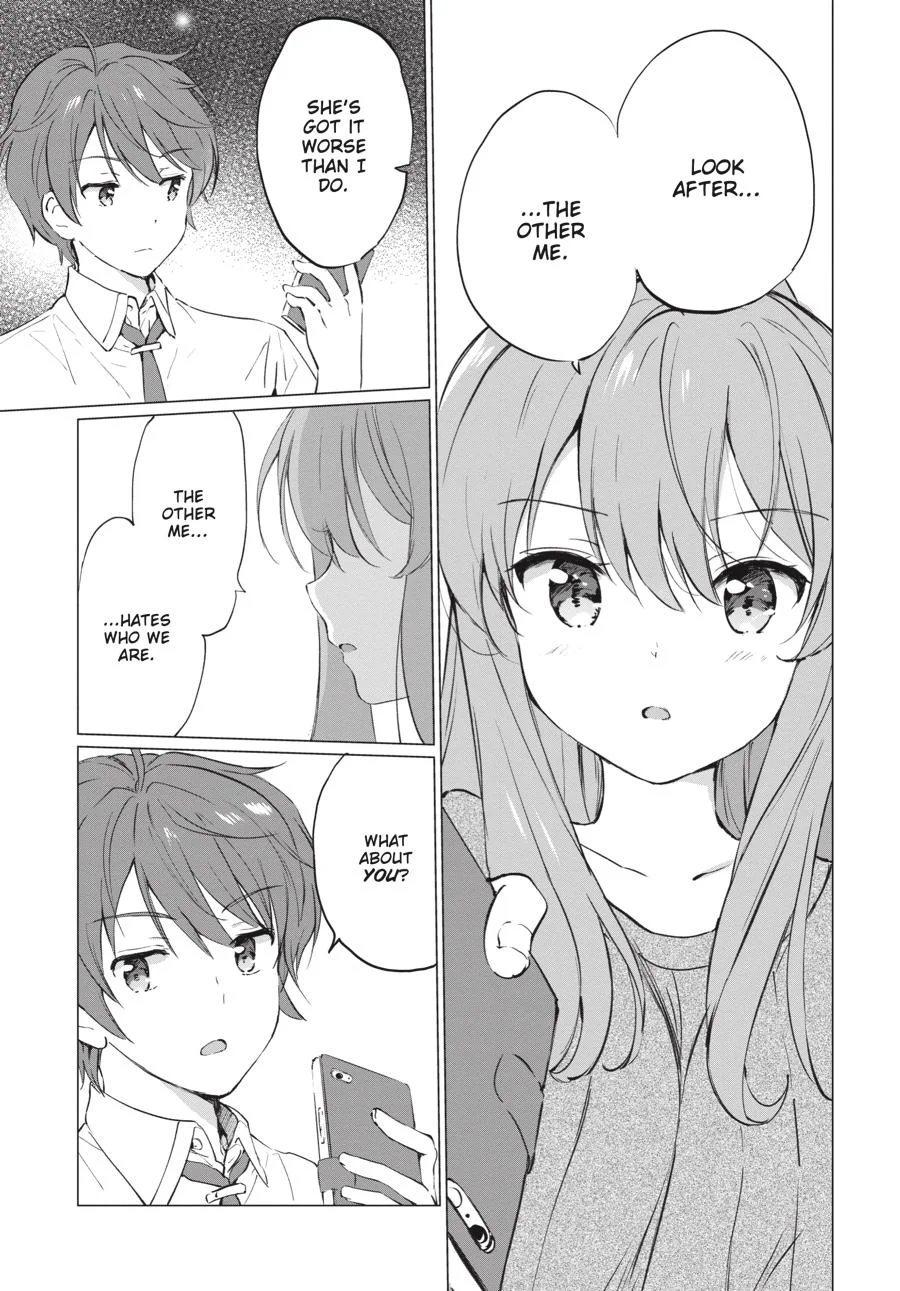 LOOK
AFTER...
...THE
OTHER
ME.
SHE'S
GOT IT
WORSE
THAN I
DO.
THE
OTHER
ME...
...HATES
WHO WE
ARE.
WHAT
ABOUT
YOU?